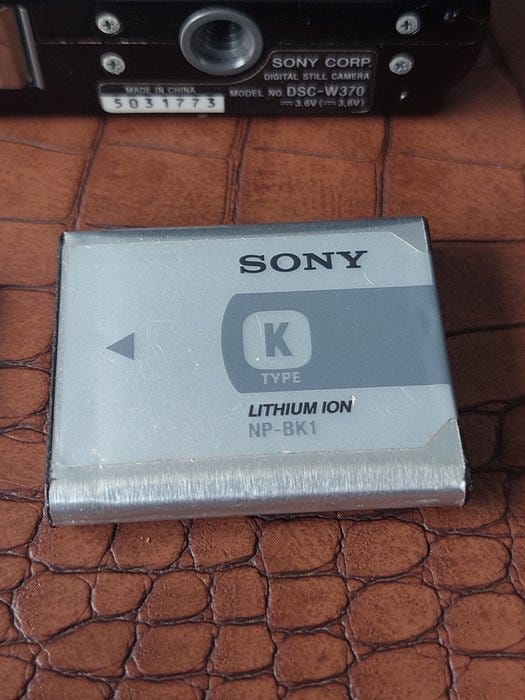 SONY CORP.
DIGITAL STILL CAMERA
MADE IN CHINA
MODEL NO. DSC-W370
5031773
3.6V(⎓3.6V)
SONY
K
TYPE
LITHIUM ION
NP-BK1